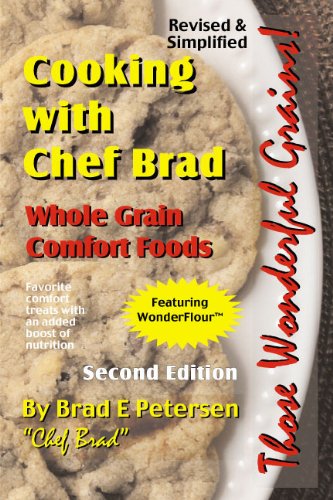 Revised &
Simplified
Cooking
with
Chef Brad
Whole Grain
Comfort Foods
Favorite
comfort
treats with
an added
boost of
nutrition
Featuring
WonderFlour™
Second Edition
By Brad E Petersen
"Chef Brad"
Those Wonderful Grains!